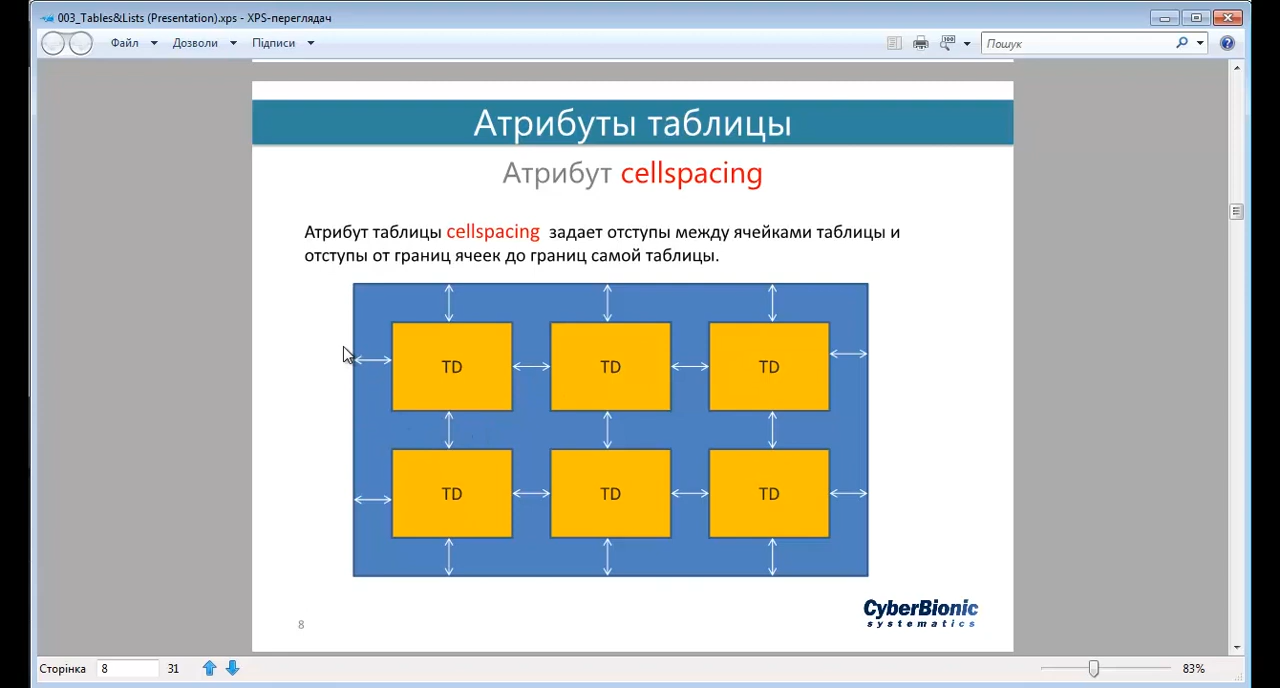 003_Tables&Lists (Presentation).xps - XPS-переглядач
Файл Дозволи Підписи
Пошук
Атрибуты таблицы
Атрибут cellspacing
Атрибут таблицы cellspacing задает отступы между ячейками таблицы и
отступы от границ ячеек до границ самой таблицы.
TD TD TD
TD TD TD
CyberBionic
systematics
8
Сторінка 8 31 83%